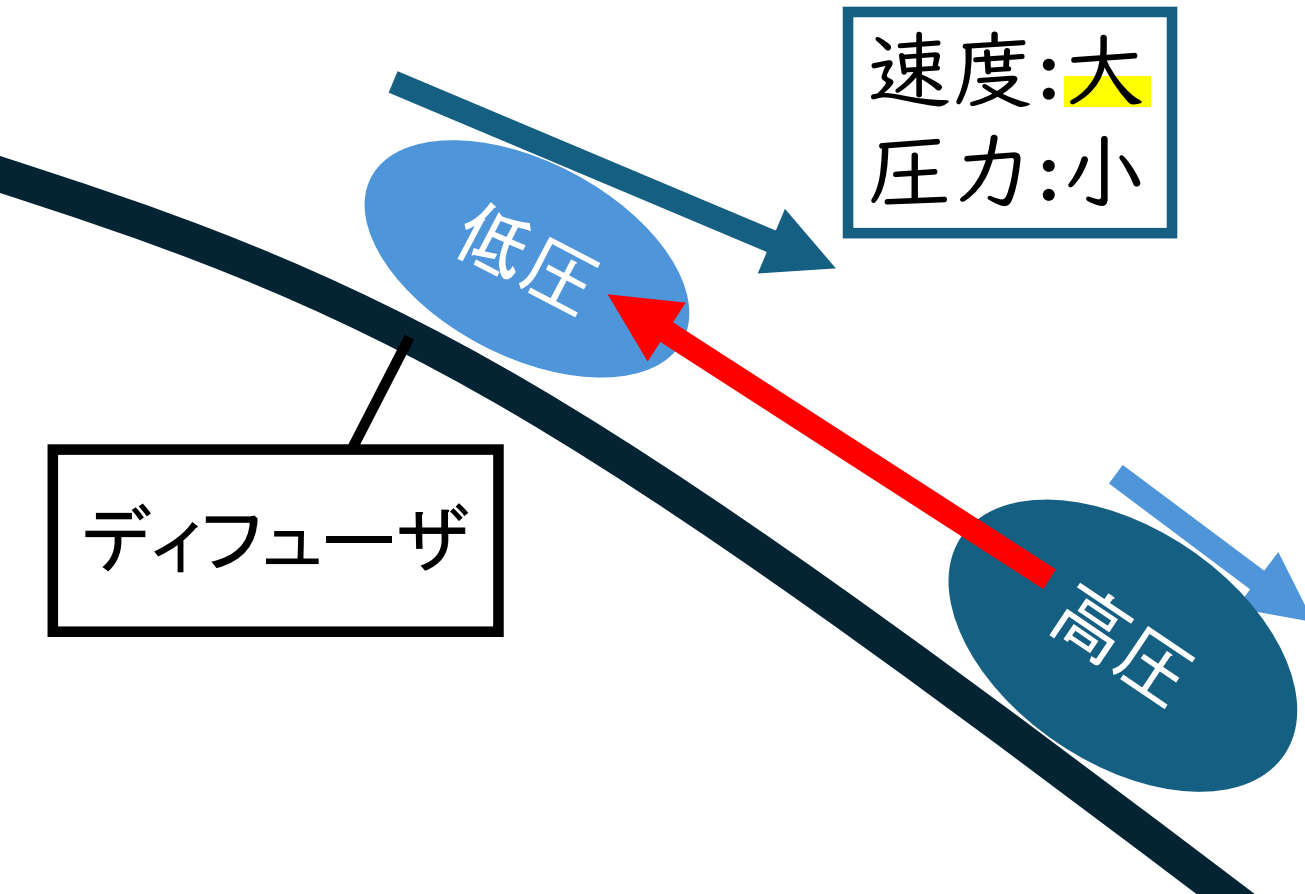 速度:大
圧力:小
低圧
ディフューザ
高圧